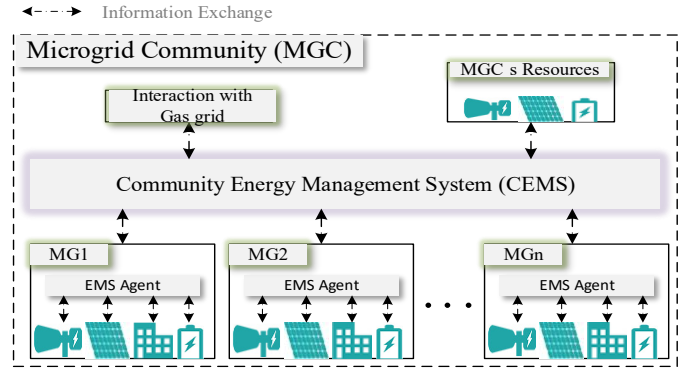 Information Exchange
Microgrid Community (MGC)
Interaction with
Gas grid
MGC s Resources
Community Energy Management System (CEMS)
MG1
EMS Agent
MG2
EMS Agent
. . .
MGn
EMS Agent